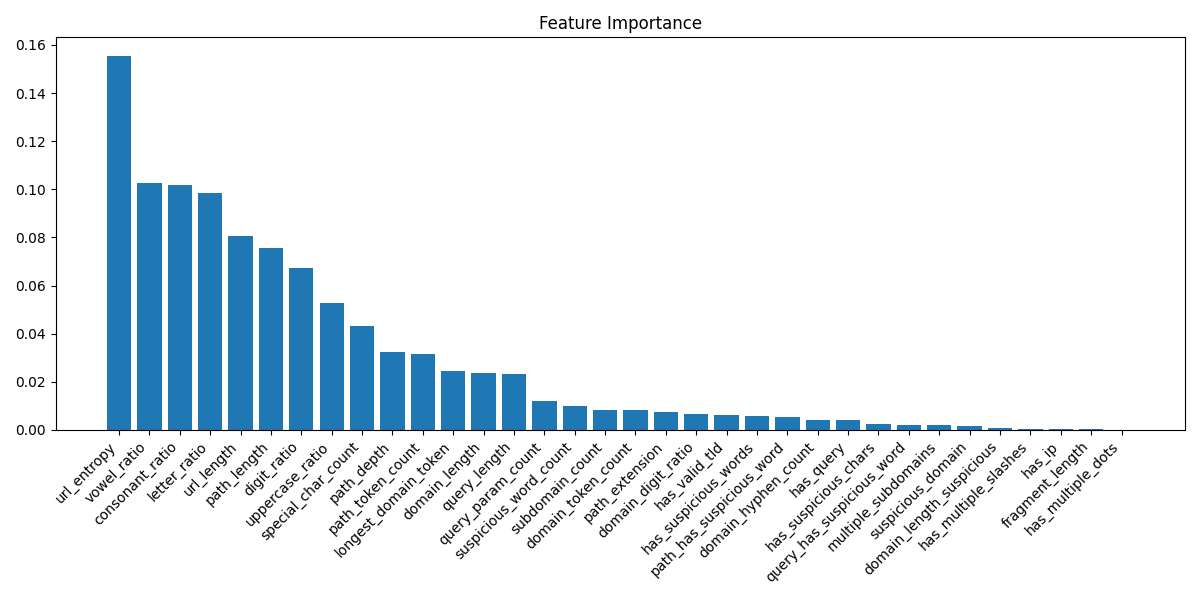 Feature Importance
0.16
0.14
0.12
0.10
0.08
0.06
0.04
0.02
0.00
url_entropy
vowel_ratio
consonant_ratio
letter_ratio
url_length
path_length
digit_ratio
uppercase_ratio
special_char_count
path_depth
path_token_count
longest_domain_token
domain_length
query_length
query_param_count
suspicious_word_count
subdomain_count
domain_token_count
path_extension
domain_digit_ratio
has_valid_tld
has_suspicious_words
path_has_suspicious_word
domain_hyphen_count
has_query
has_suspicious_chars
query_has_suspicious_word
multiple_subdomains
suspicious_domain
domain_length_suspicious
has_multiple_slashes
has_ip
fragment_length
has_multiple_dots